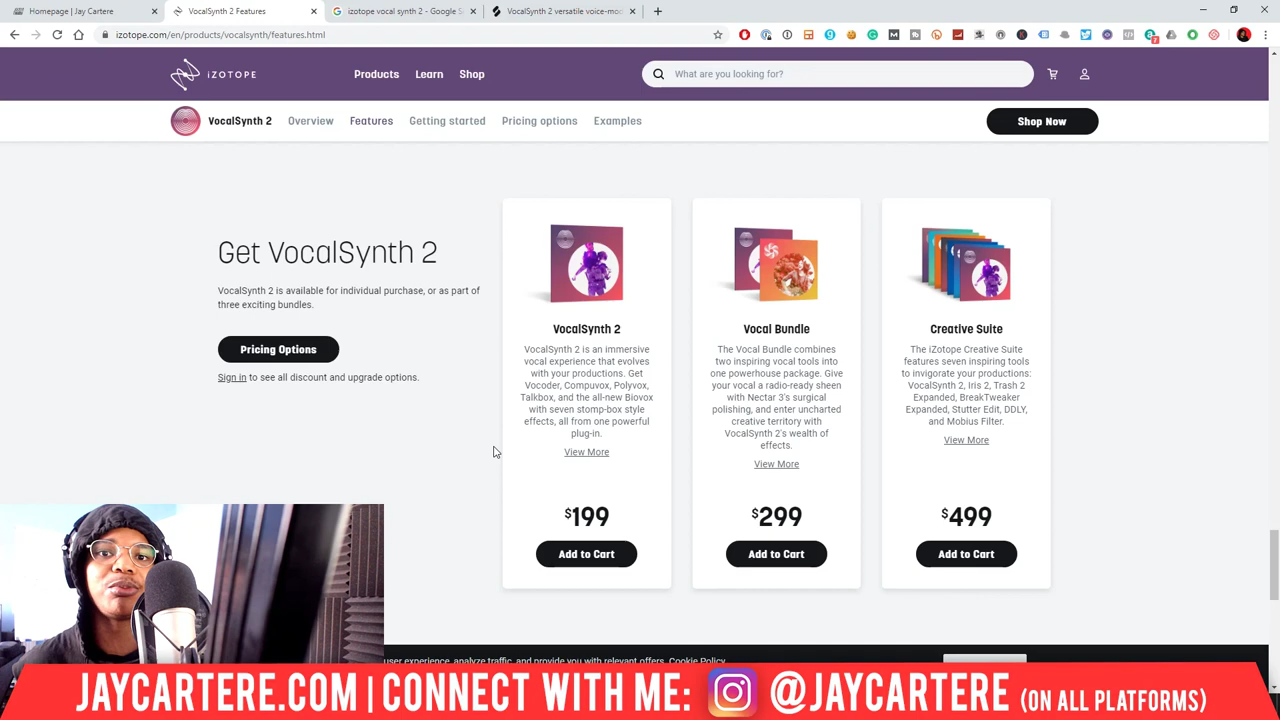 Homepage | Jay Cartere
VocalSynth 2 Features
izotope vocal synth 2 - Google S
VocalSynth 2 versatile voice-mod
izotope.com/en/products/vocalsynth/features.html
iZOTOPE
Products
Learn
Shop
What are you looking for?
VocalSynth 2
Overview
Features
Getting started
Pricing options
Examples
Shop Now
Get VocalSynth 2
VocalSynth 2 is available for individual purchase, or as part of
three exciting bundles.
Pricing Options
Sign in to see all discount and upgrade options.
VocalSynth 2
VocalSynth 2 is an immersive
vocal experience that evolves
with your productions. Get
Vocoder, Compuvox, Polyvox,
Talkbox, and the all-new Biovox
with seven stomp-box style
effects, all from one powerful
plug-in.
View More
$199
Add to Cart
Vocal Bundle
The Vocal Bundle combines
two inspiring vocal tools into
one powerhouse package. Give
your vocal a radio-ready sheen
with Nectar 3's surgical
polishing, and enter uncharted
creative territory with
VocalSynth 2's wealth of
effects.
View More
$299
Add to Cart
Creative Suite
The iZotope Creative Suite
features seven inspiring tools
to invigorate your productions:
VocalSynth 2, Iris 2, Trash 2
Expanded, BreakTweaker
Expanded, Stutter Edit, DDLY,
and Mobius Filter.
View More
$499
Add to Cart
user experience, analyze traffic, and provide you with relevant offers. Cookie Policy
JAYCARTERE.COM | CONNECT WITH ME: @JAYCARTERE (ON ALL PLATFORMS)